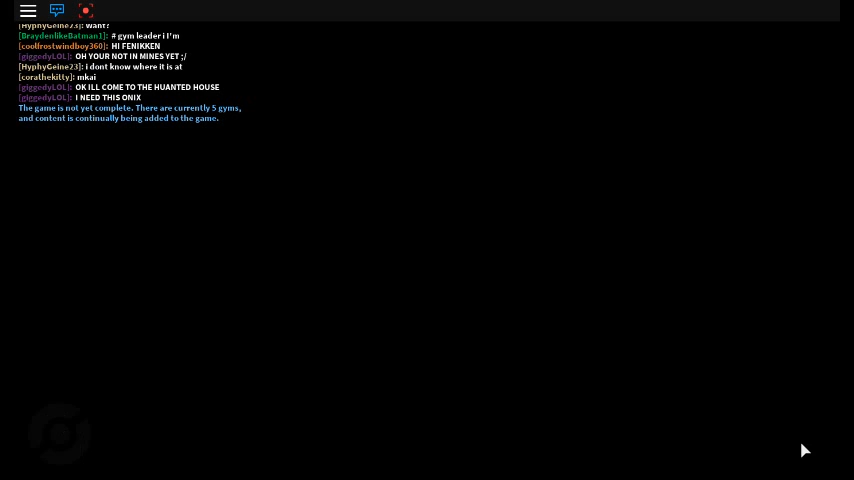 [HyphyGeine23]: Want?
[BraydenlikeBatman1]: # gym leader i I'm
[coolfrostwindboy360]: HI FENIKKEN
[giggedyLOL]: OH YOUR NOT IN MINES YET ;/
[HyphyGeine23]: i dont know where it is at
[corathekitty]: mkai
[giggedyLOL]: OK ILL COME TO THE HUANTED HOUSE
[giggedyLOL]: I NEED THIS ONIX
The game is not yet complete. There are currently 5 gyms,
and content is continually being added to the game.